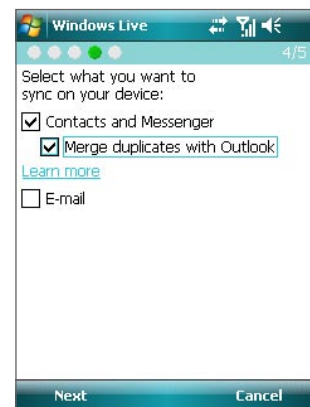 Windows Live
4/5
Select what you want to
sync on your device:
Contacts and Messenger
Merge duplicates with Outlook
Learn more
E-mail
Next
Cancel